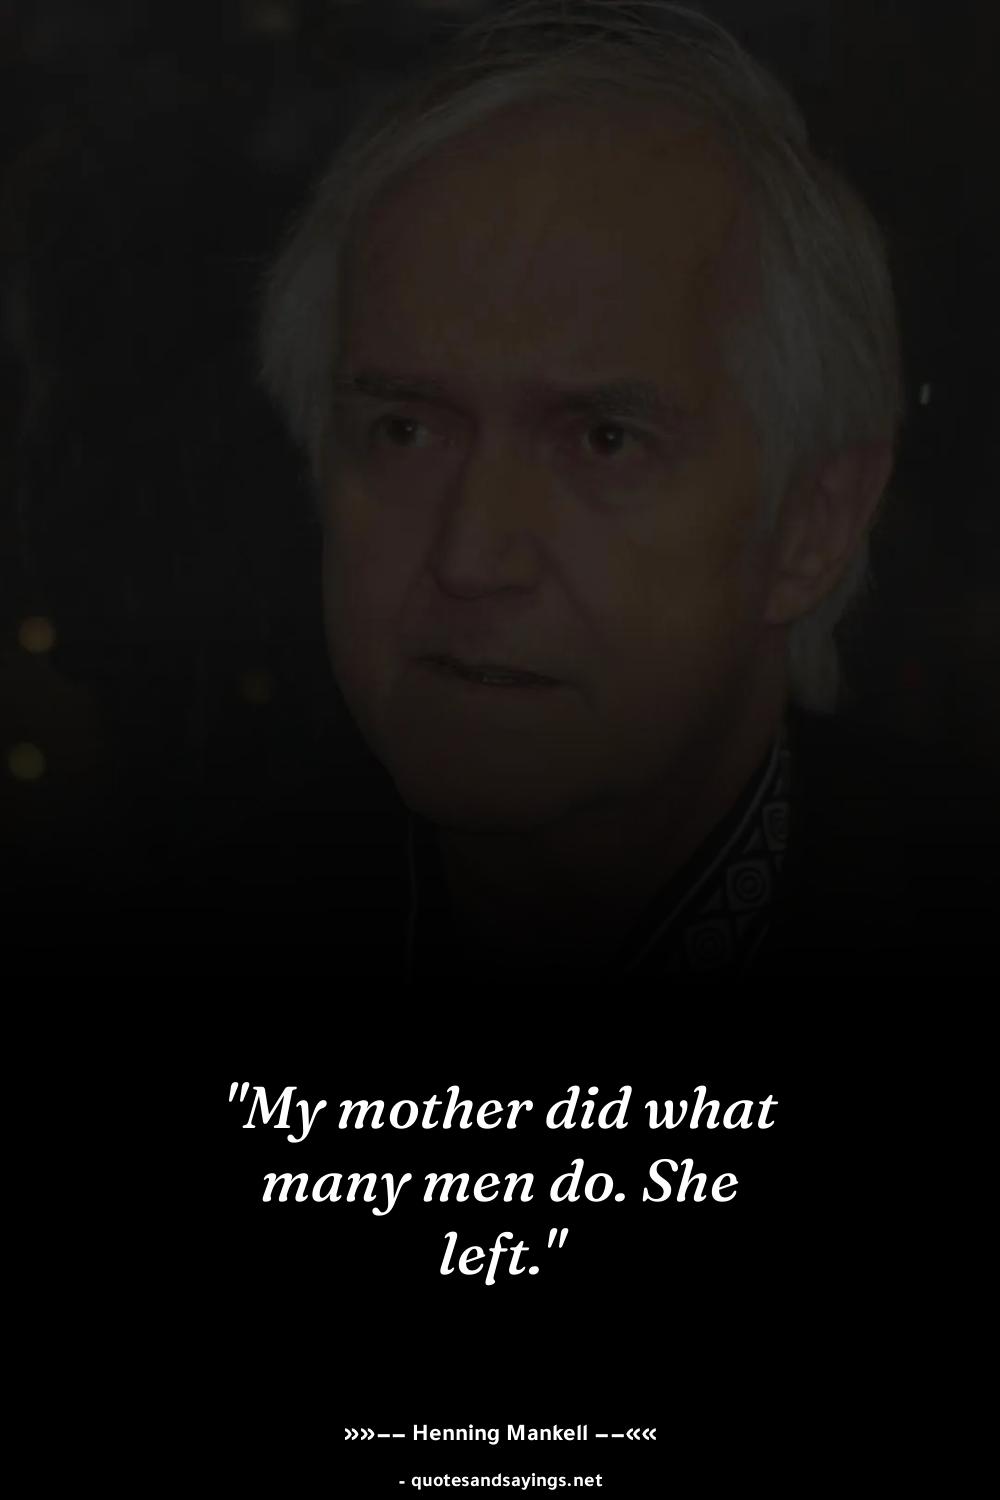 "My mother did what
many men do. She
left."
»»–– Henning Mankell ––««
- quotesandsayings.net